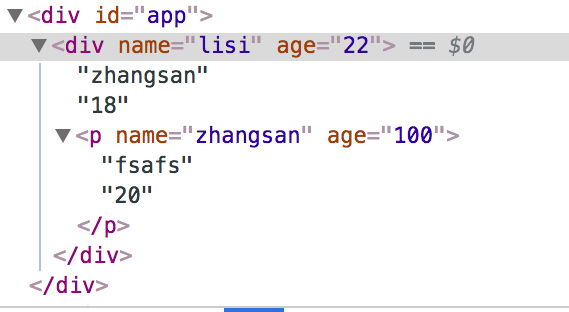 ▼<div id="app">
▼<div name="lisi" age="22"> == $0
"zhangsan"
"18"
▼<p name="zhangsan" age="100">
"fsafs"
"20"
</p>
</div>
</div>